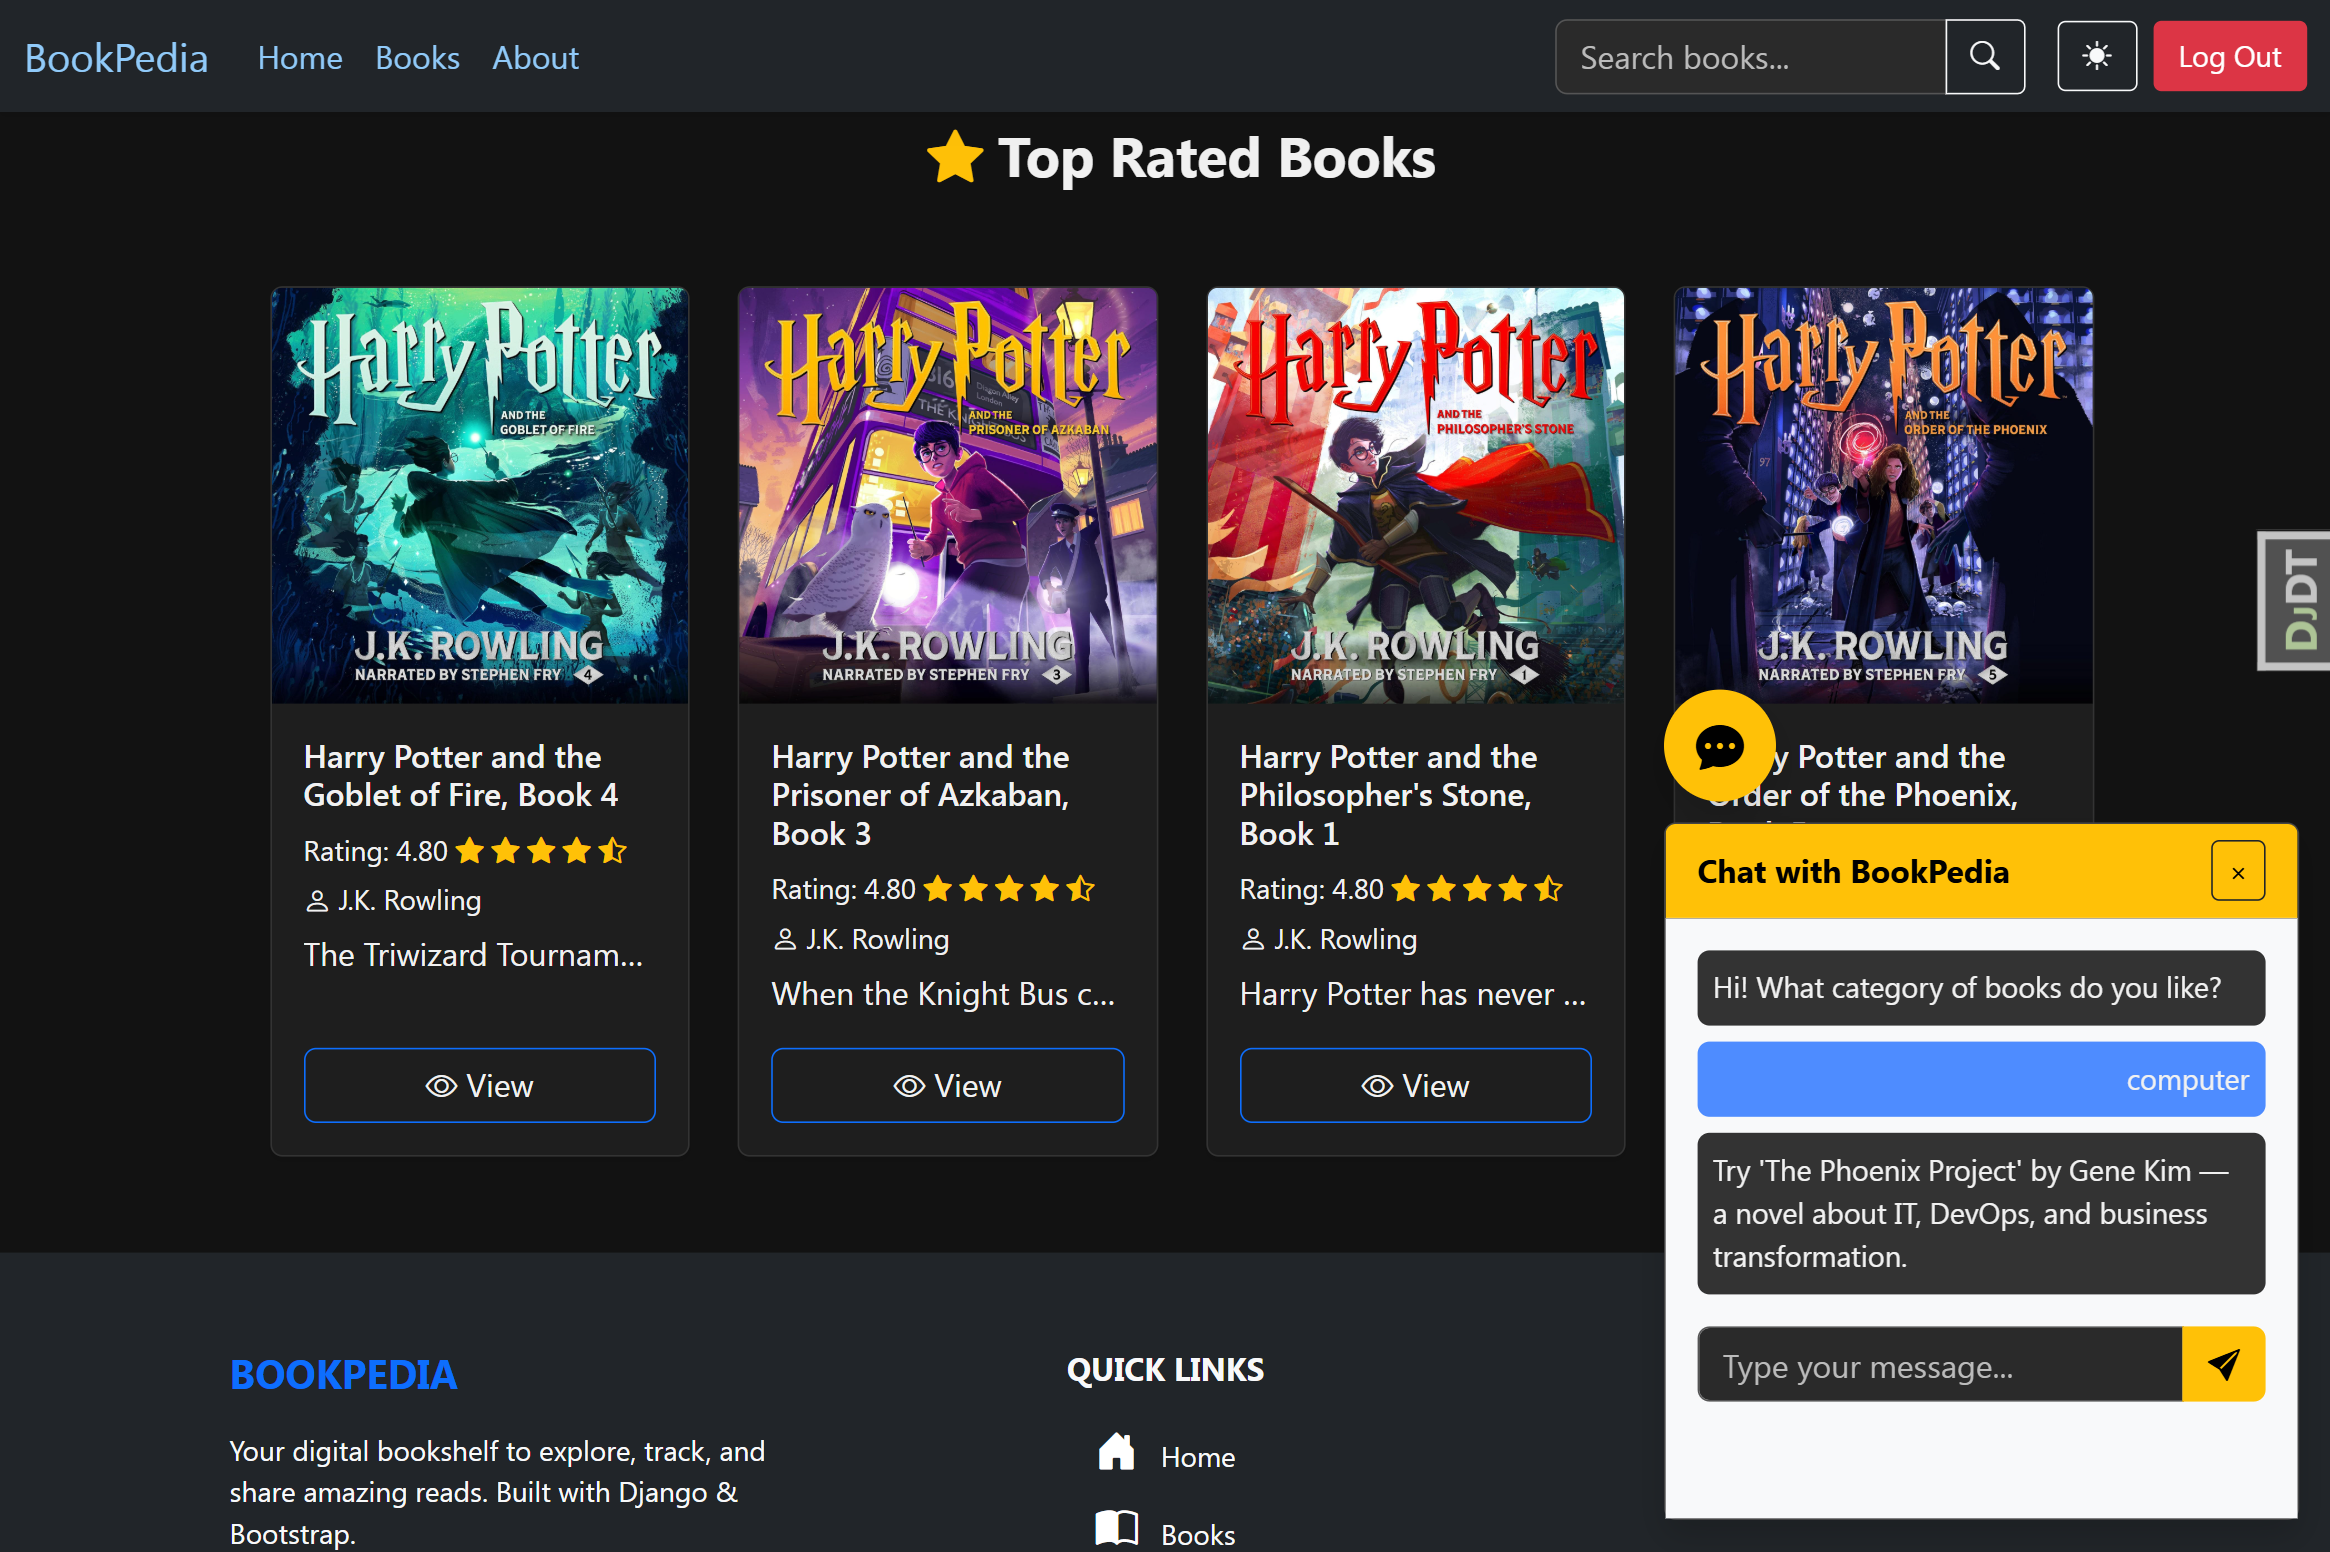 BookPedia
Home
Books
About
Search books...
Log Out
Top Rated Books
Harry Potter
AND THE
GOBLET OF FIRE
J.K. ROWLING
NARRATED BY STEPHEN FRY 4
Harry Potter
AND THE
PRISONER OF AZKABAN
J.K. ROWLING
NARRATED BY STEPHEN FRY 3
Harry Potter
AND THE
PHILOSOPHER'S STONE
J.K. ROWLING
NARRATED BY STEPHEN FRY 1
Harry Potter
AND THE
ORDER OF THE PHOENIX
97
J.K. ROWLING
NARRATED BY STEPHEN FRY 5
DJDT
Harry Potter and the
Goblet of Fire, Book 4
Rating: 4.80
J.K. Rowling
The Triwizard Tournam...
View
Harry Potter and the
Prisoner of Azkaban,
Book 3
Rating: 4.80
J.K. Rowling
When the Knight Bus c...
View
Harry Potter and the
Philosopher's Stone,
Book 1
Rating: 4.80
J.K. Rowling
Harry Potter has never ...
View
Potter and the
Order of the Phoenix,
Chat with BookPedia
×
Hi! What category of books do you like?
computer
Try 'The Phoenix Project' by Gene Kim —
a novel about IT, DevOps, and business
transformation.
Type your message...
BOOKPEDIA
Your digital bookshelf to explore, track, and
share amazing reads. Built with Django &
Bootstrap.
QUICK LINKS
Home
Books